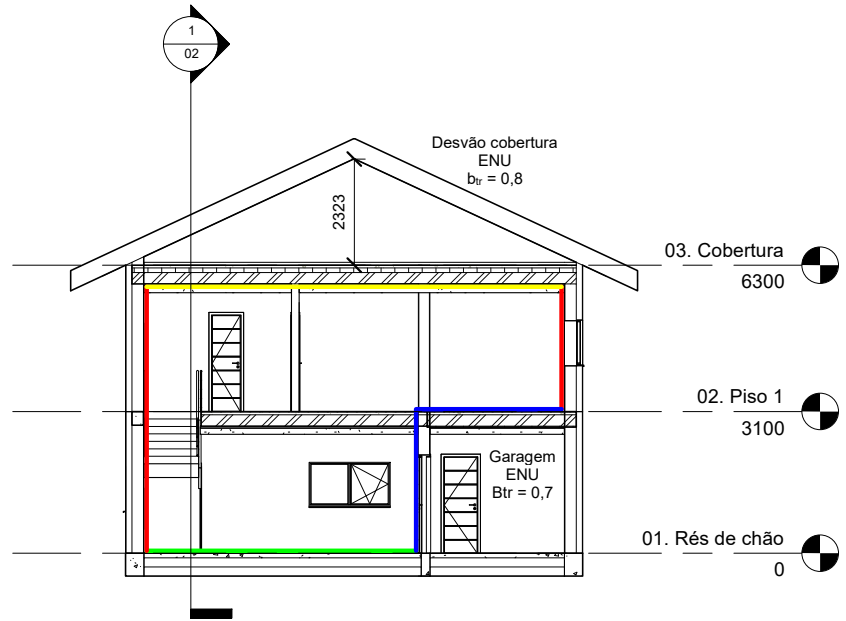 1
02
Desvão cobertura
ENU
btr = 0,8
2323
03. Cobertura
6300
02. Piso 1
3100
Garagem
ENU
Btr = 0,7
01. Rés de chão
0